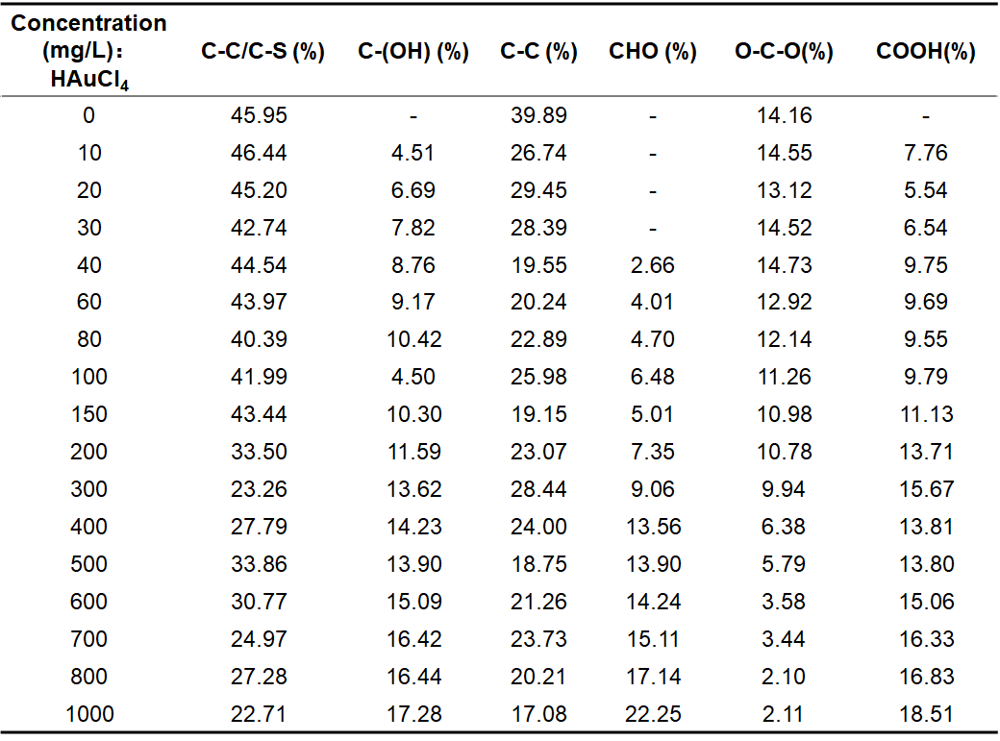 Concentration (mg/L)： HAuCl₄ C-C/C-S (%) C-(OH) (%) C-C (%) CHO (%) O-C-O(%) COOH(%)
0 45.95 - 39.89 - 14.16 -
10 46.44 4.51 26.74 - 14.55 7.76
20 45.20 6.69 29.45 - 13.12 5.54
30 42.74 7.82 28.39 - 14.52 6.54
40 44.54 8.76 19.55 2.66 14.73 9.75
60 43.97 9.17 20.24 4.01 12.92 9.69
80 40.39 10.42 22.89 4.70 12.14 9.55
100 41.99 4.50 25.98 6.48 11.26 9.79
150 43.44 10.30 19.15 5.01 10.98 11.13
200 33.50 11.59 23.07 7.35 10.78 13.71
300 23.26 13.62 28.44 9.06 9.94 15.67
400 27.79 14.23 24.00 13.56 6.38 13.81
500 33.86 13.90 18.75 13.90 5.79 13.80
600 30.77 15.09 21.26 14.24 3.58 15.06
700 24.97 16.42 23.73 15.11 3.44 16.33
800 27.28 16.44 20.21 17.14 2.10 16.83
1000 22.71 17.28 17.08 22.25 2.11 18.51